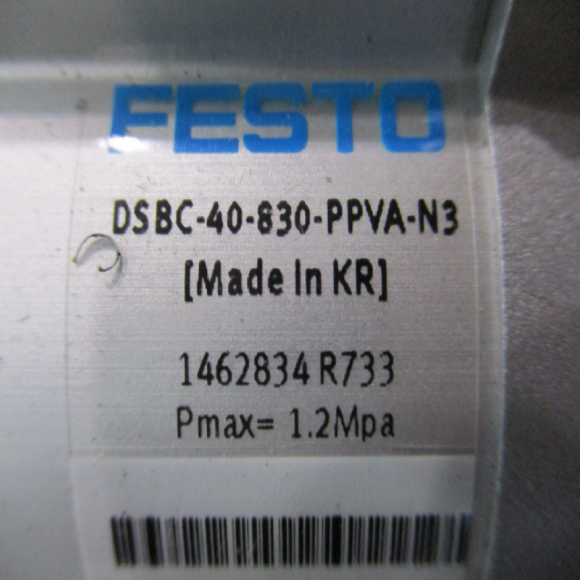 FESTO
DSBC-40-830-PPVA-N3
[Made In KR]
1462834 R733
Pmax= 1.2Mpa